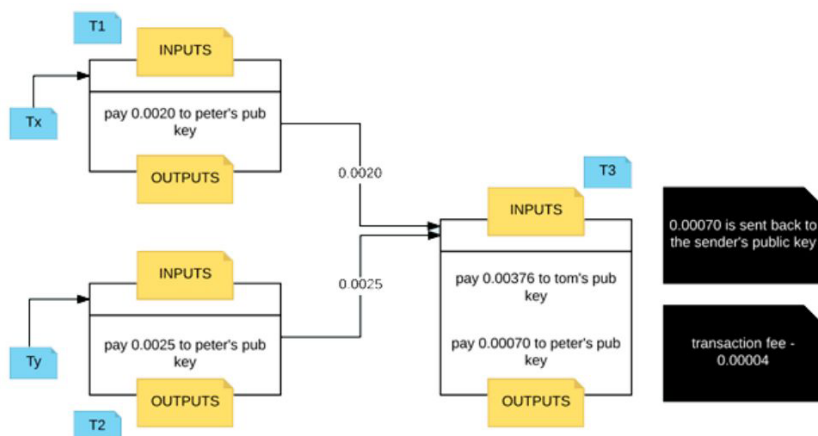 T1
INPUTS
Tx
pay 0.0020 to peter's pub
key
OUTPUTS
0.0020
T3
INPUTS
0.00070 is sent back to
the sender's public key
INPUTS
0.0025
pay 0.00376 to tom's pub
key
Ty
pay 0.0025 to peter's pub
key
pay 0.00070 to peter's pub
key
transaction fee -
0.00004
OUTPUTS
OUTPUTS
T2